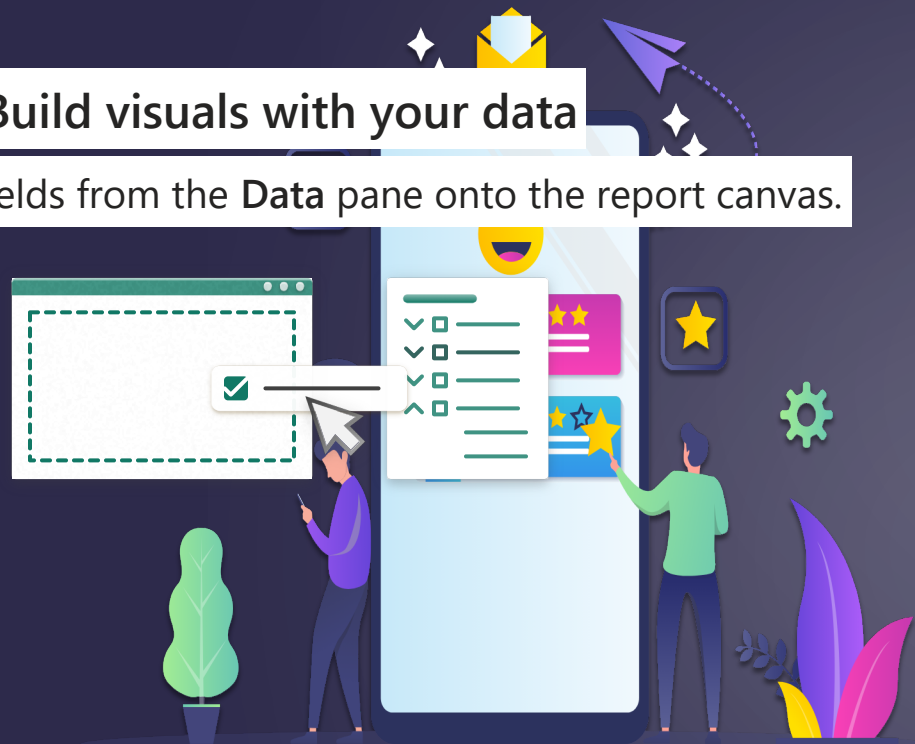 Build visuals with your data
elds from the Data pane onto the report canvas.